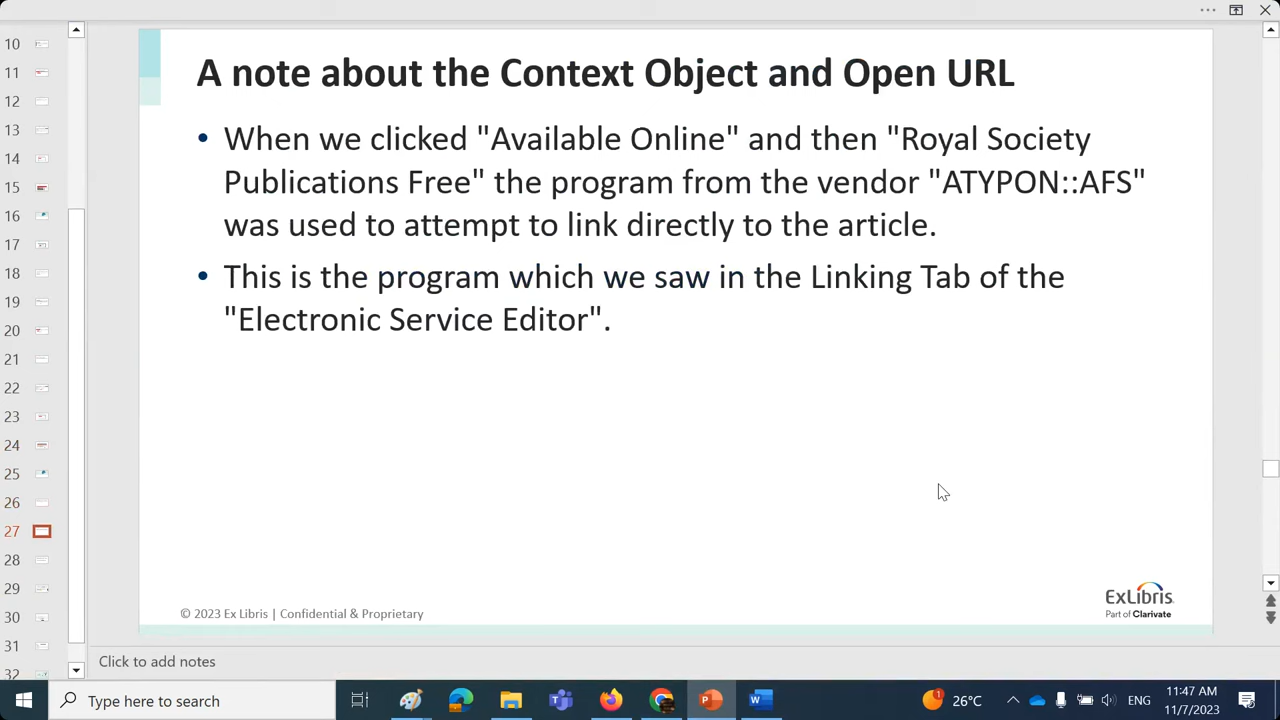 10
11
12
13
14
15
16
17
18
19
20
21
22
23
24
25
26
27
28
29
30
31
32
A note about the Context Object and Open URL
• When we clicked "Available Online" and then "Royal Society
Publications Free" the program from the vendor "ATYPON::AFS"
was used to attempt to link directly to the article.
• This is the program which we saw in the Linking Tab of the
"Electronic Service Editor".
© 2023 Ex Libris | Confidential & Proprietary
ExLibris
Part of Clarivate
Click to add notes
Type here to search
1
26°C
ENG
11:47 AM
11/7/2023